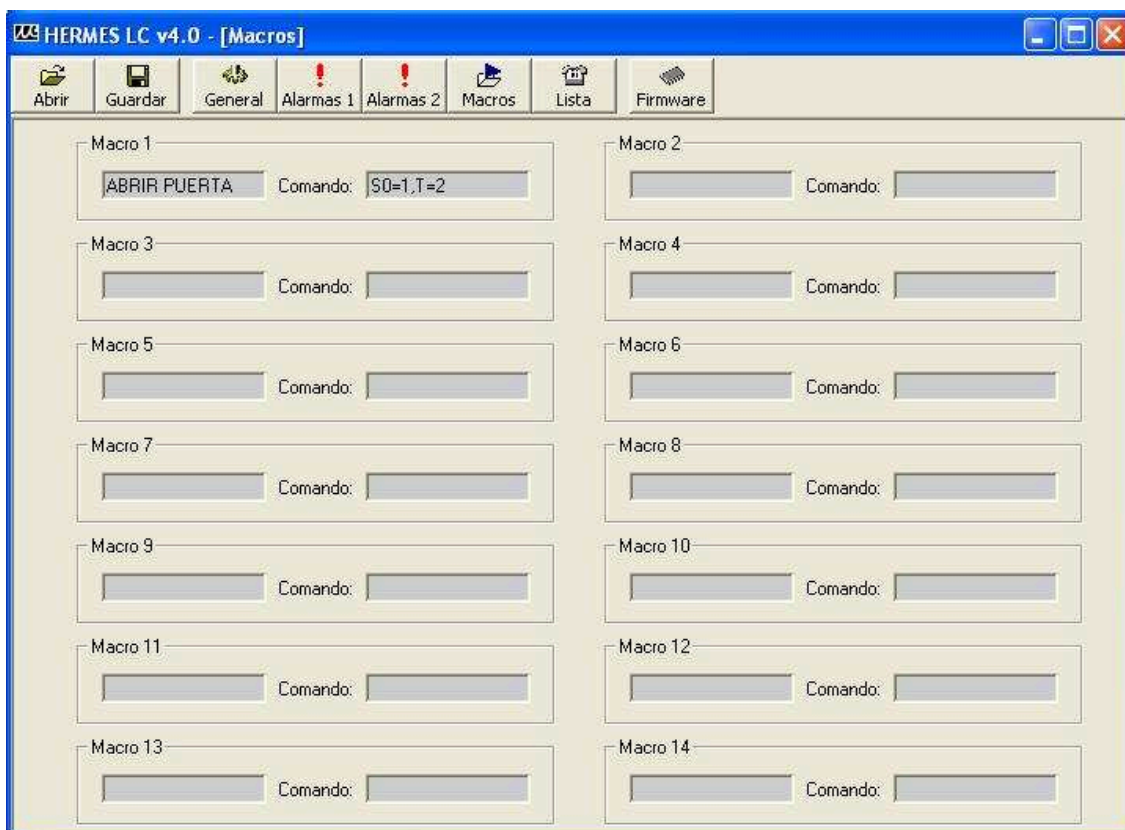 HERMES LC v4.0 - [Macros]
Abrir Guardar General Alarmas 1 Alarmas 2 Macros Lista Firmware
Macro 1 Macro 2
ABRIR PUERTA Comando: S0=1,T=2 Comando:
Macro 3 Macro 4
Comando: Comando:
Macro 5 Macro 6
Comando: Comando:
Macro 7 Macro 8
Comando: Comando:
Macro 9 Macro 10
Comando: Comando:
Macro 11 Macro 12
Comando: Comando:
Macro 13 Macro 14
Comando: Comando: